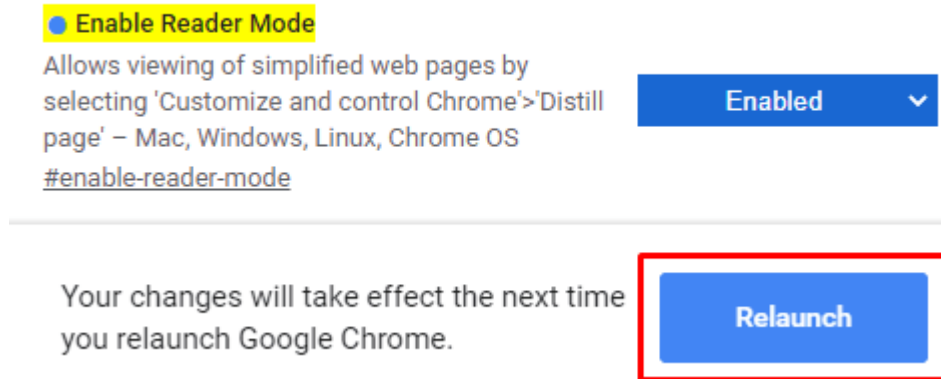 Enable Reader Mode
Allows viewing of simplified web pages by
selecting 'Customize and control Chrome'>'Distill
page' – Mac, Windows, Linux, Chrome OS
#enable-reader-mode
Enabled
Your changes will take effect the next time
you relaunch Google Chrome.
Relaunch